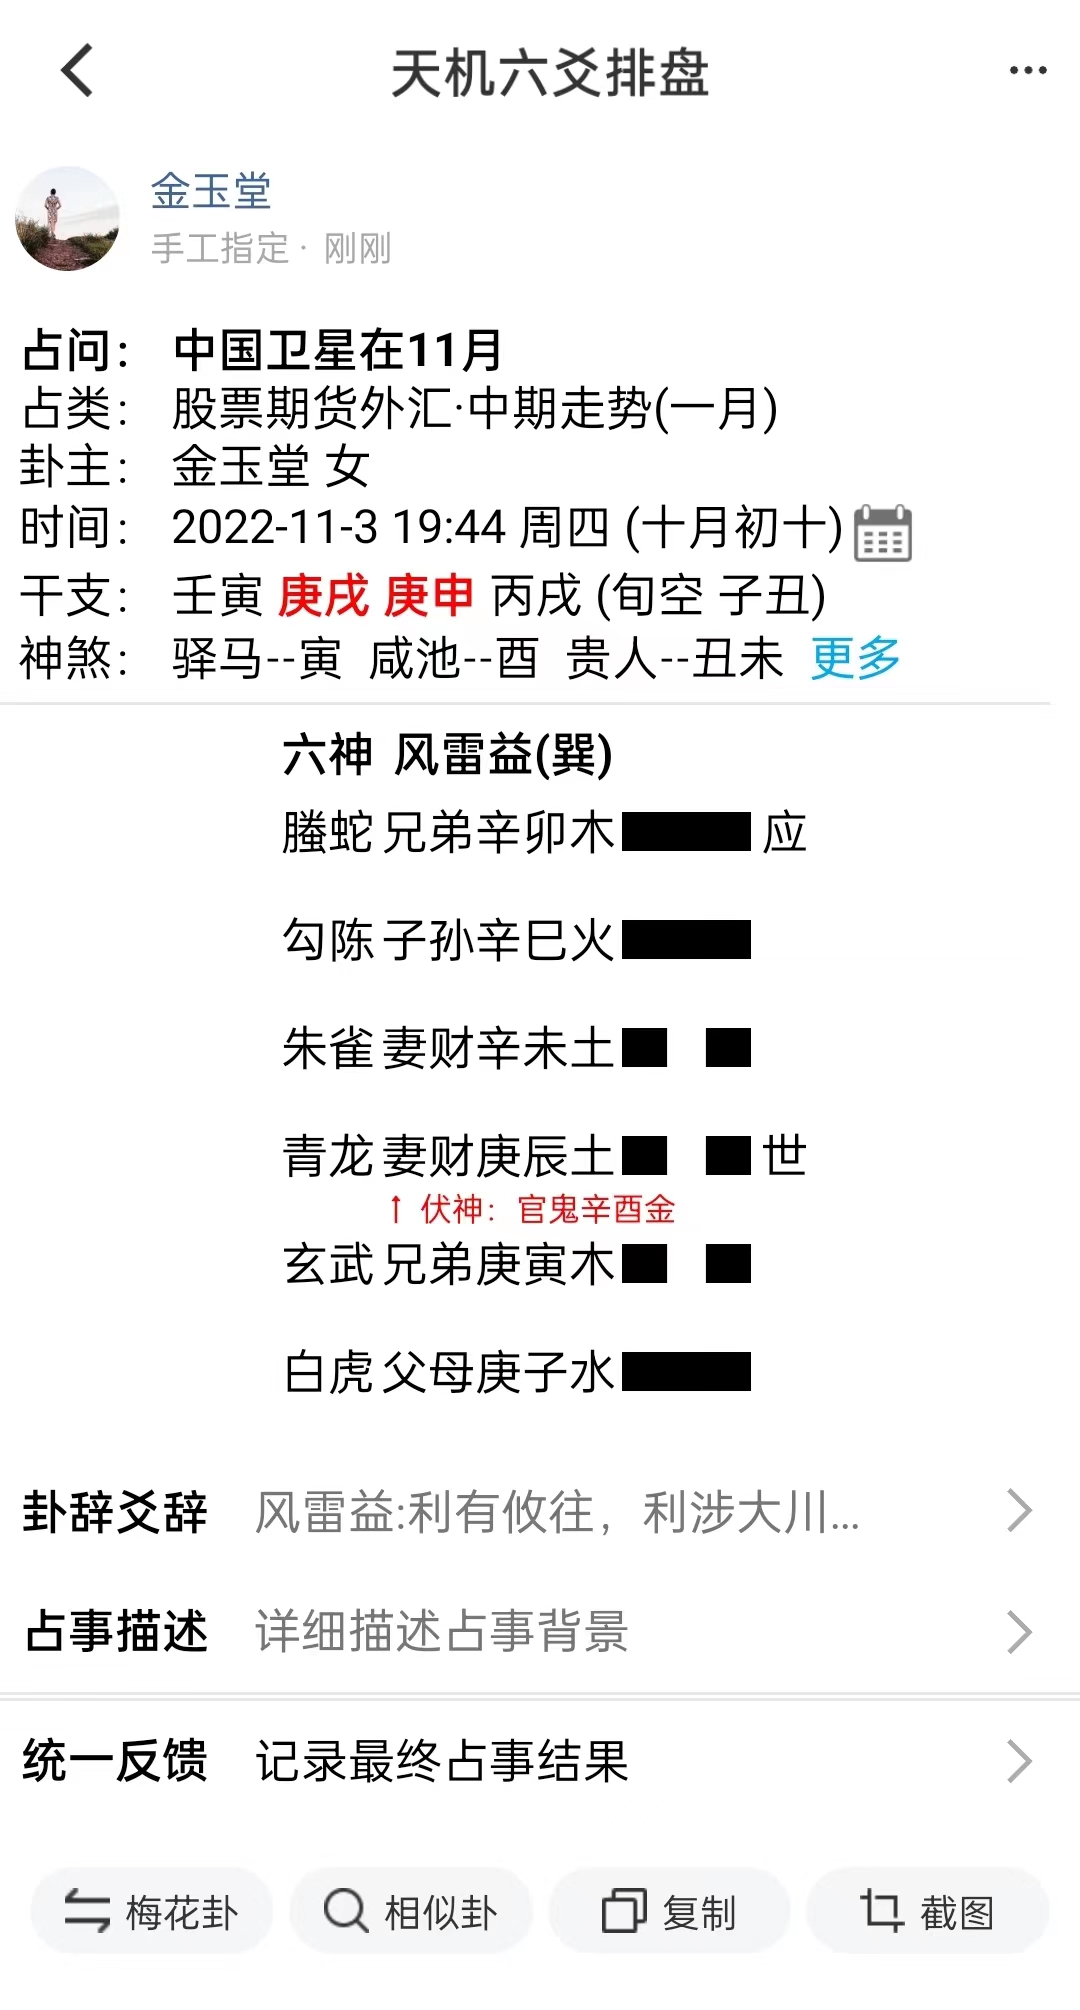 天机六爻排盘
金玉堂
手工指定· 刚刚
占问： 中国卫星在11月
占类： 股票期货外汇·中期走势(一月)
卦主： 金玉堂 女
时间： 2022-11-3 19:44 周四 (十月初十)
干支： 壬寅 庚戌 庚申 丙戌 (旬空 子丑)
神煞： 驿马--寅 咸池--酉 贵人--丑未 更多
六神 风雷益(巽)
螣蛇 兄弟辛卯木 应
勾陈 子孙辛巳火
朱雀 妻财辛未土
青龙 妻财庚辰土 世
↑ 伏神：官鬼辛酉金
玄武 兄弟庚寅木
白虎 父母庚子水
卦辞爻辞 风雷益:利有攸往，利涉大川...
占事描述 详细描述占事背景
统一反馈 记录最终占事结果
梅花卦 相似卦 复制 截图